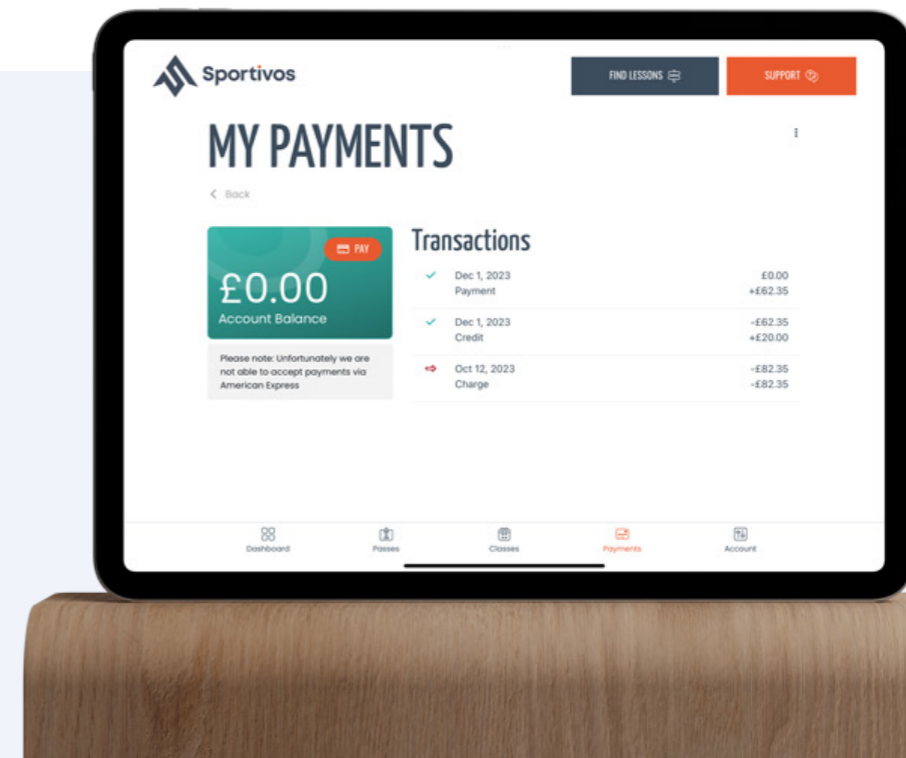 Sportivos
FIND LESSONS
SUPPORT
MY PAYMENTS
Back
PAY
£0.00
Account Balance
Please note: Unfortunately we are
not able to accept payments via
American Express
Transactions
Dec 1, 2023 £0.00
Payment +£62.35
Dec 1, 2023 -£62.35
Credit +£20.00
Oct 12, 2023 -£82.35
Charge -£82.35
Dashboard
Passes
Classes
Payments
Account